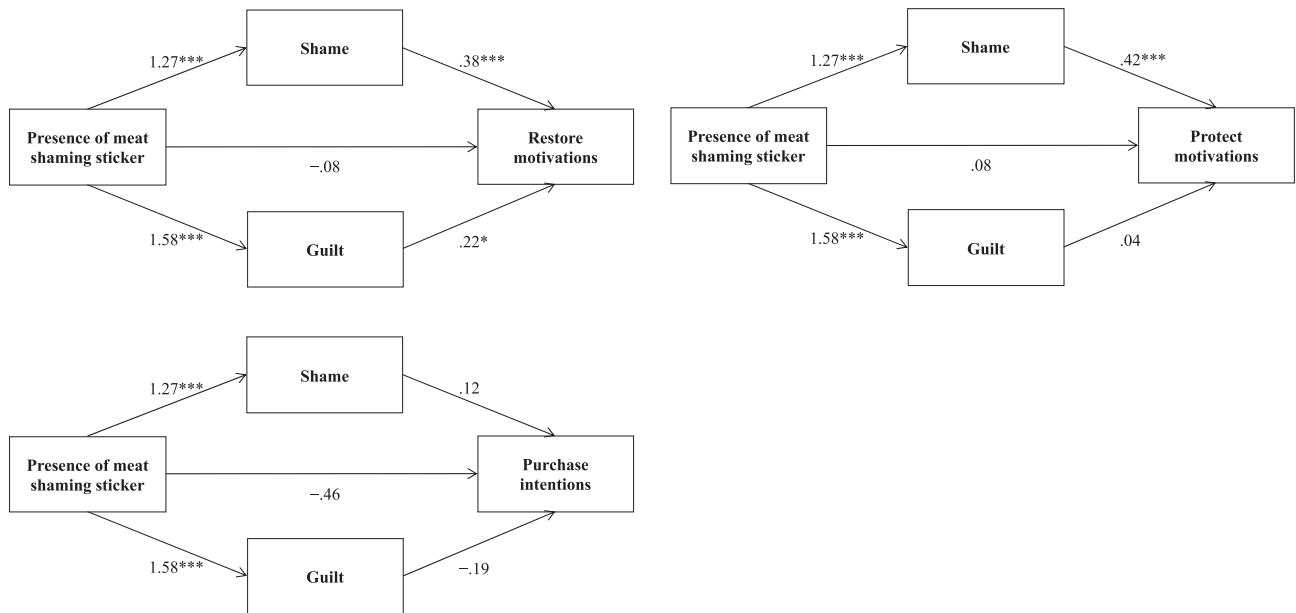 Shame
1.27***
.38***
Presence of meat
shaming sticker
Restore
motivations
−.08
1.58***
Guilt
.22*
Shame
1.27***
.42***
Presence of meat
shaming sticker
Protect
motivations
.08
1.58***
Guilt
.04
Shame
1.27***
.12
Presence of meat
shaming sticker
Purchase
intentions
−.46
1.58***
Guilt
−.19